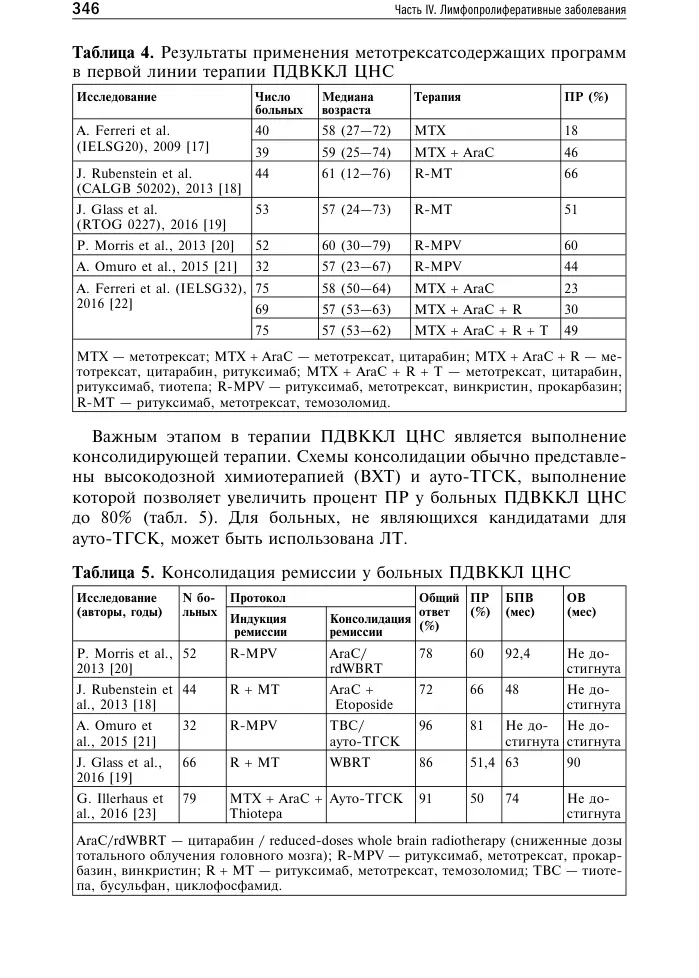 346
Часть IV. Лимфопролиферативные заболевания
Таблица 4. Результаты применения метотрексатсодержащих программ
в первой линии терапии ПДВККЛ ЦНС
Исследование Число больных Медиана возраста Терапия ПР (%)
A. Ferreri et al. (IELSG20), 2009 [17] 40 58 (27—72) MTX 18
39 59 (25—74) MTX + AraC 46
J. Rubenstein et al. (CALGB 50202), 2013 [18] 44 61 (12—76) R-MT 66
J. Glass et al. (RTOG 0227), 2016 [19] 53 57 (24—73) R-MT 51
P. Morris et al., 2013 [20] 52 60 (30—79) R-MPV 60
A. Omuro et al., 2015 [21] 32 57 (23—67) R-MPV 44
A. Ferreri et al. (IELSG32), 2016 [22] 75 58 (50—64) MTX + AraC 23
69 57 (53—63) MTX + AraC + R 30
75 57 (53—62) MTX + AraC + R + T 49
MTX — метотрексат; MTX + AraC — метотрексат, цитарабин; MTX + AraC + R — ме-
тотрексат, цитарабин, ритуксимаб; MTX + AraC + R + T — метотрексат, цитарабин,
ритуксимаб, тиотепа; R-MPV — ритуксимаб, метотрексат, винкристин, прокарбазин;
R-MT — ритуксимаб, метотрексат, темозоломид.
Важным этапом в терапии ПДВККЛ ЦНС является выполнение
консолидирующей терапии. Схемы консолидации обычно представле-
ны высокодозной химиотерапией (ВХТ) и ауто-ТГСК, выполнение
которой позволяет увеличить процент ПР у больных ПДВККЛ ЦНС
до 80% (табл. 5). Для больных, не являющихся кандидатами для
ауто-ТГСК, может быть использована ЛТ.
Таблица 5. Консолидация ремиссии у больных ПДВККЛ ЦНС
Исследование (авторы, годы) N бо-льных Протокол Общий ответ (%) ПР (%) БПВ (мес) ОВ (мес)
Индукция ремиссии Консолидация ремиссии
P. Morris et al., 2013 [20] 52 R-MPV AraC/ rdWBRT 78 60 92,4 Не до-стигнута
J. Rubenstein et al., 2013 [18] 44 R + MT AraC + Etoposide 72 66 48 Не до-стигнута
A. Omuro et al., 2015 [21] 32 R-MPV TBC/ ауто-ТГСК 96 81 Не до-стигнута Не до-стигнута
J. Glass et al., 2016 [19] 66 R + MT WBRT 86 51,4 63 90
G. Illerhaus et al., 2016 [23] 79 MTX + AraC + Thiotepa Ауто-ТГСК 91 50 74 Не до-стигнута
AraC/rdWBRT — цитарабин / reduced-doses whole brain radiotherapy (сниженные дозы
тотального облучения головного мозга); R-MPV — ритуксимаб, метотрексат, прокар-
базин, винкристин; R + MT — ритуксимаб, метотрексат, темозоломид; TBC — тиоте-
па, бусульфан, циклофосфамид.